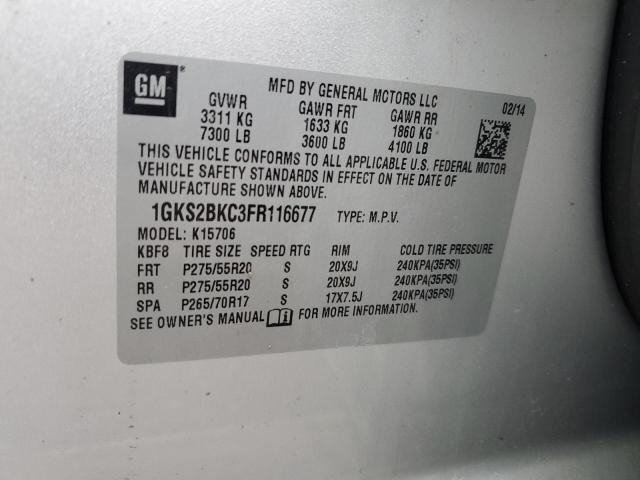 GM
MFD BY GENERAL MOTORS LLC
02/14
GVWR GAWR FRT GAWR RR
3311 KG 1633 KG 1860 KG
7300 LB 3600 LB 4100 LB
THIS VEHICLE CONFORMS TO ALL APPLICABLE U.S. FEDERAL MOTOR
VEHICLE SAFETY STANDARDS IN EFFECT ON THE DATE OF
MANUFACTURE SHOWN ABOVE.
1GKS2BKC3FR116677 TYPE: M.P.V.
MODEL: K15706
KBF8 TIRE SIZE SPEED RTG RIM COLD TIRE PRESSURE
FRT P275/55R20 S 20X9J 240KPA(35PSI)
RR P275/55R20 S 20X9J 240KPA(35PSI)
SPA P265/70R17 S 17X7.5J 240KPA(35PSI)
SEE OWNER'S MANUAL FOR MORE INFORMATION.